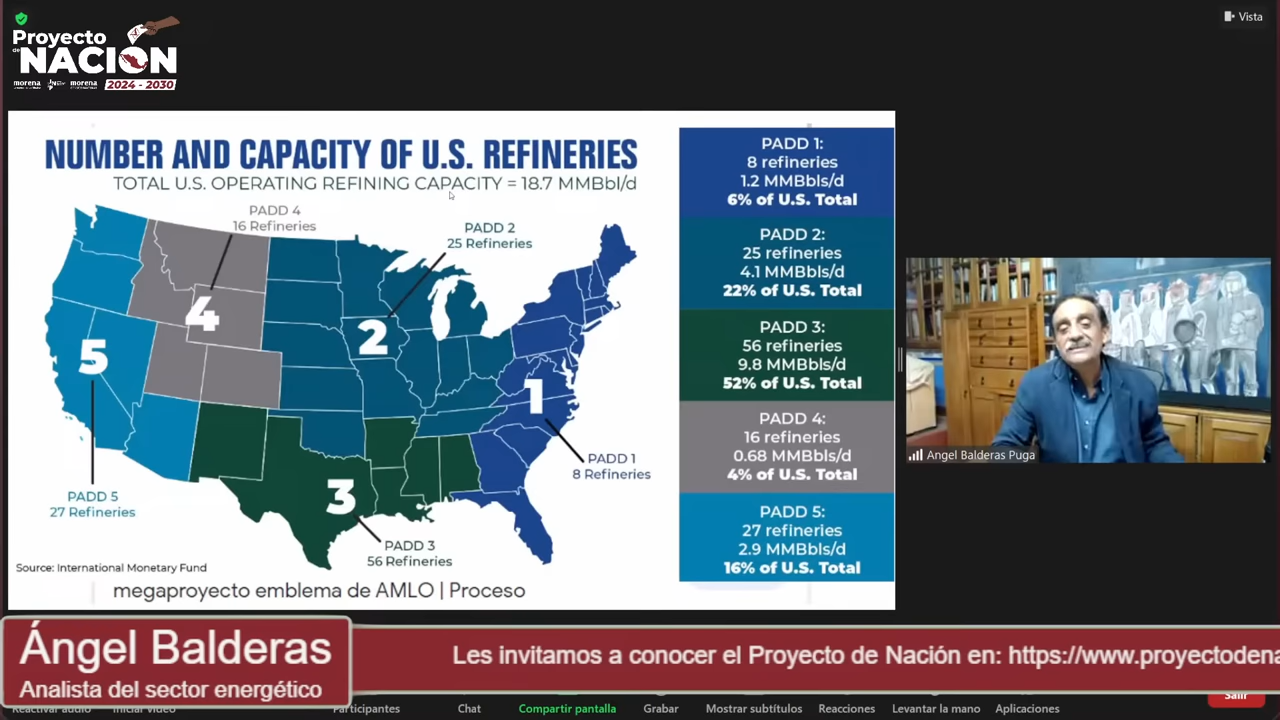 Proyecto
de NACIÓN
morena
morena
2024 - 2030
Vista
NUMBER AND CAPACITY OF U.S. REFINERIES
TOTAL U.S. OPERATING REFINING CAPACITY = 18.7 MMBbl/d
PADD 4
16 Refineries
PADD 2
25 Refineries
4
2
5
1
3
PADD 1
8 Refineries
PADD 5
27 Refineries
PADD 3
56 Refineries
Source: International Monetary Fund
megaproyecto emblema de AMLO | Proceso
PADD 1:
8 refineries
1.2 MMBbls/d
6% of U.S. Total
PADD 2:
25 refineries
4.1 MMBbls/d
22% of U.S. Total
PADD 3:
56 refineries
9.8 MMBbls/d
52% of U.S. Total
PADD 4:
16 refineries
0.68 MMBbls/d
4% of U.S. Total
PADD 5:
27 refineries
2.9 MMBbls/d
16% of U.S. Total
Angel Balderas Puga
Ángel Balderas
Analista del sector energético
Les invitamos a conocer el Proyecto de Nación en: https://www.proyectodena
Reactivar audio
Iniciar video
Participantes
Chat
Compartir pantalla
Grabar
Mostrar subtítulos
Reacciones
Levantar la mano
Aplicaciones
Salir